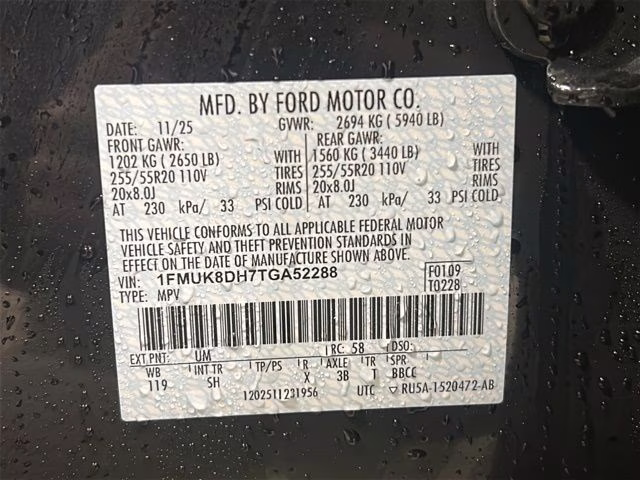 MFD. BY FORD MOTOR CO.
DATE: 11/25 GVWR: 2694 KG ( 5940 LB)
FRONT GAWR: REAR GAWR:
1202 KG ( 2650 LB) WITH 1560 KG ( 3440 LB) WITH
255/55R20 110V TIRES 255/55R20 110V TIRES
20x8.0J RIMS 20x8.0J RIMS
AT 230 kPa/ 33 PSI COLD AT 230 kPa/ 33 PSI COLD
THIS VEHICLE CONFORMS TO ALL APPLICABLE FEDERAL MOTOR
VEHICLE SAFETY AND THEFT PREVENTION STANDARDS IN
EFFECT ON THE DATE OF MANUFACTURE SHOWN ABOVE.
VIN: 1FMUK8DH7TGA52288 F0109
TYPE: MPV T0228
EXT PNT: UM RC: 58 DSO:
WB INT TR TP/PS R AXLE TR SPR
119 SH X 3B T BBCC
1202511231956 UTC ▽ RU5A-1520472-AB